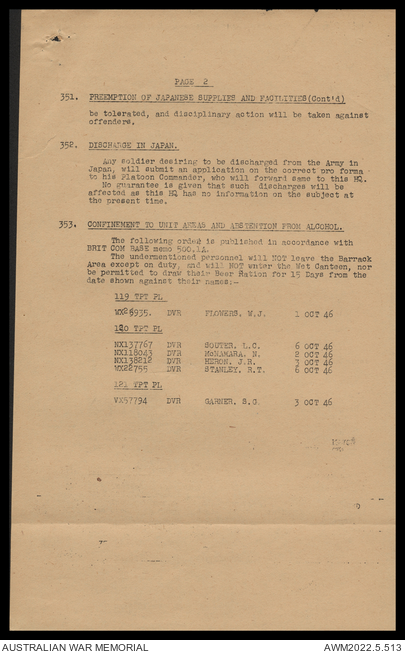 PAGE 2
351. PREEMPTION OF JAPANESE SUPPLIES AND FACILITIES(Cont'd)
be tolerated, and disciplinary action will be taken against
offenders.
352. DISCHARGE IN JAPAN.
Any soldier desiring to be discharged from the Army in
Japan, will submit an application on the correct pro forma
to his Platoon Commander, who will forward same to this HQ.
No guarantee is given that such discharges will be
affected as this HQ has no information on the subject at
the present time.
353. CONFINEMENT TO UNIT AREAS AND ABSTENTION FROM ALCOHOL.
The following order is published in accordance with
BRIT COM BASE memo 500.1A.
The undermentioned personnel will NOT leave the Barrack
Area except on duty, and will NOT enter the Wet Canteen, nor
be permitted to draw their Beer Ration for 15 Days from the
date shown against their names:-
119 TPT PL
WX26935. DVR FLOWERS, W.J. 1 OCT 46
120 TPT PL
NX137767 DVR SOUTER, L.C. 6 OCT 46
NX118043 DVR McNAMARA, N. 2 OCT 46
NX138212 DVR HERON, J.R. 3 OCT 46
WX22755 DVR STANLEY, R.T. 6 OCT 46
121 TPT PL
VX57794 DVR GARNER, S.G. 3 OCT 46
AUSTRALIAN WAR MEMORIAL AWM2022.5.513